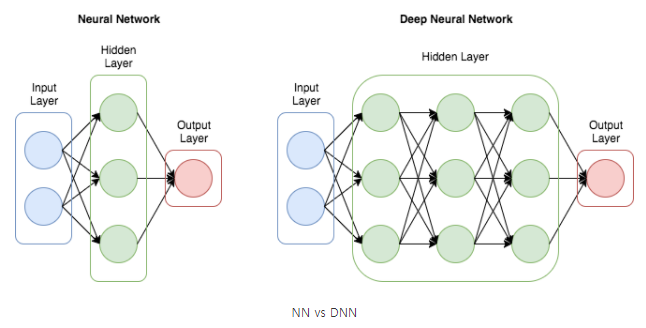 Neural Network
Hidden
Layer
Input
Layer
Output
Layer
Deep Neural Network
Hidden Layer
Input
Layer
Output
Layer
NN vs DNN